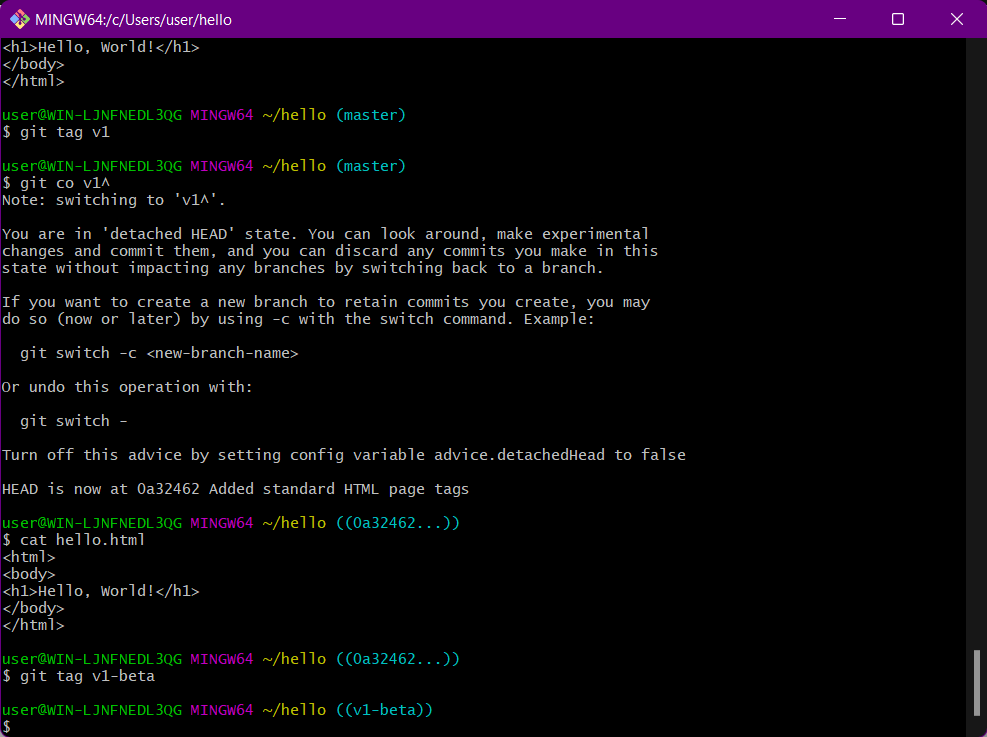 MINGW64:/c/Users/user/hello
<h1>Hello, World!</h1>
</body>
</html>

user@WIN-LJNFNEDL3QG MINGW64 ~/hello (master)
$ git tag v1

user@WIN-LJNFNEDL3QG MINGW64 ~/hello (master)
$ git co v1^
Note: switching to 'v1^'.

You are in 'detached HEAD' state. You can look around, make experimental
changes and commit them, and you can discard any commits you make in this
state without impacting any branches by switching back to a branch.

If you want to create a new branch to retain commits you create, you may
do so (now or later) by using -c with the switch command. Example:

  git switch -c <new-branch-name>

Or undo this operation with:

  git switch -

Turn off this advice by setting config variable advice.detachedHead to false

HEAD is now at 0a32462 Added standard HTML page tags

user@WIN-LJNFNEDL3QG MINGW64 ~/hello ((0a32462...))
$ cat hello.html
<html>
<body>
<h1>Hello, World!</h1>
</body>
</html>

user@WIN-LJNFNEDL3QG MINGW64 ~/hello ((0a32462...))
$ git tag v1-beta

user@WIN-LJNFNEDL3QG MINGW64 ~/hello ((v1-beta))
$